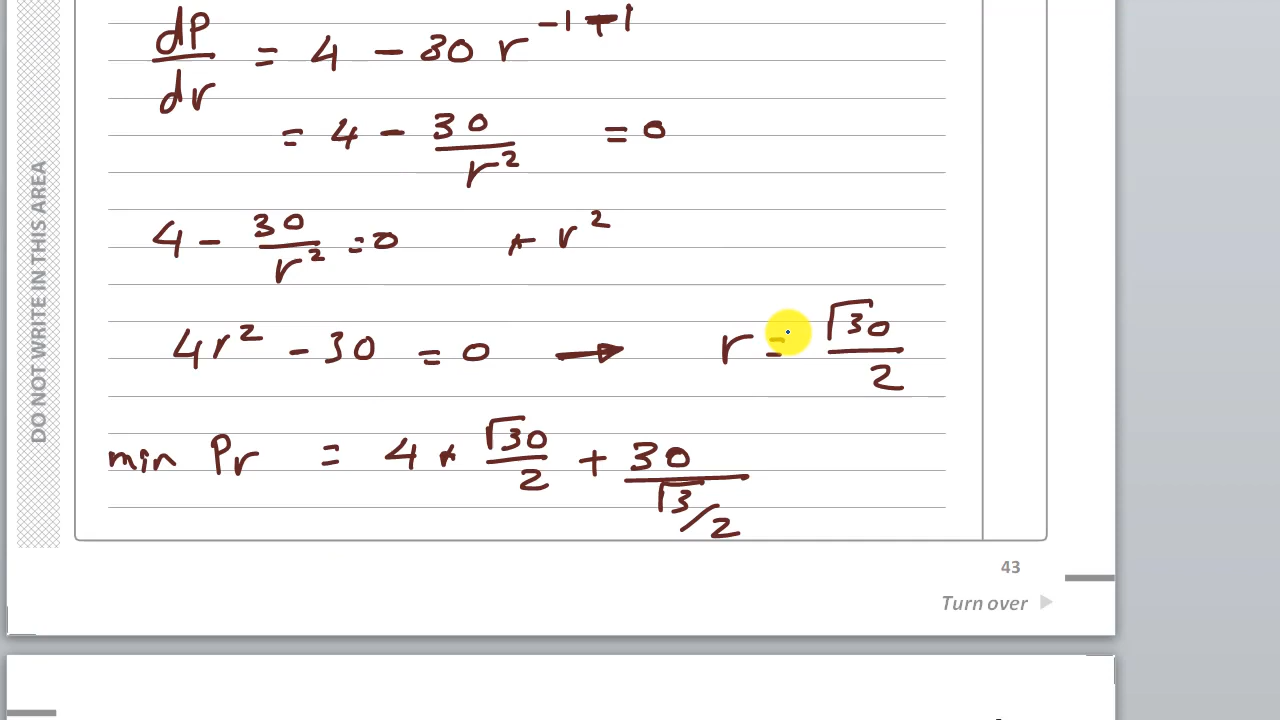 dP/dr = 4 - 30 r^(-1-1)
= 4 - 30/r² = 0
4 - 30/r² = 0 * r²
4r² - 30 = 0 → r = √30/2
min Pr = 4 * √30/2 + 30/(√3/2)
DO NOT WRITE IN THIS AREA
43
Turn over